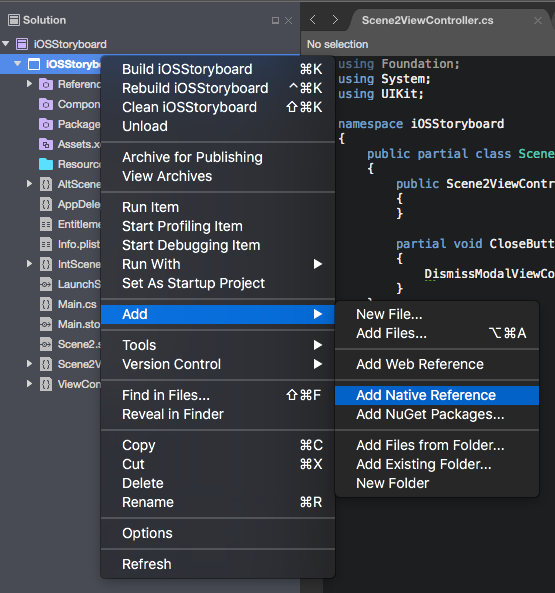 Solution
Scene2ViewController.cs
iOSStoryboard
No selection
iOSStoryb
Referenc
Compon
Package
Assets.x
Resourc
AltScene
AppDele
Entitleme
Info.plist
IntScene
LaunchS
Main.cs
Main.sto
Scene2.s
Scene2V
ViewCon
Build iOSStoryboard ⌘K
Rebuild iOSStoryboard ^⌘K
Clean iOSStoryboard ⇧⌘K
Unload
Archive for Publishing
View Archives
Run Item
Start Profiling Item
Start Debugging Item
Run With
Set As Startup Project
Add
Tools
Version Control
Find in Files... ⇧⌘F
Reveal in Finder
Copy ⌘C
Cut ⌘X
Delete
Rename ⌘R
Options
Refresh
using Foundation;
using System;
using UIKit;
namespace iOSStoryboard
{
public partial class Scene
{
public Scene2ViewContr
{
}
partial void CloseButt
{
DismissModalViewCo
}
New File...
Add Files... ⌥⌘A
Add Web Reference
Add Native Reference
Add NuGet Packages...
Add Files from Folder...
Add Existing Folder...
New Folder